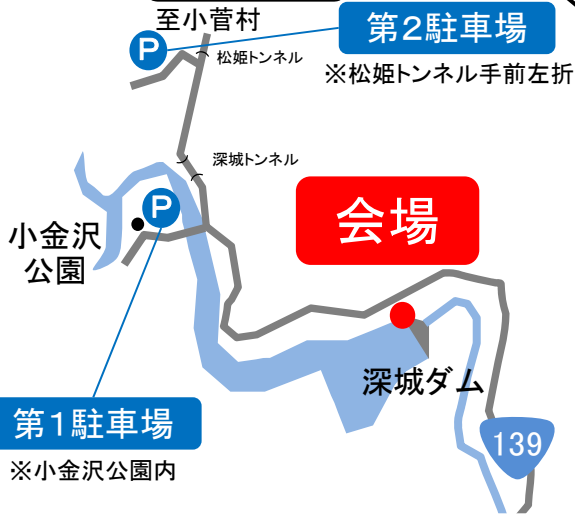 至小菅村
P
第2駐車場
松姫トンネル
※松姫トンネル手前左折
深城トンネル
P
会場
小金沢
公園
深城ダム
第1駐車場
139
※小金沢公園内